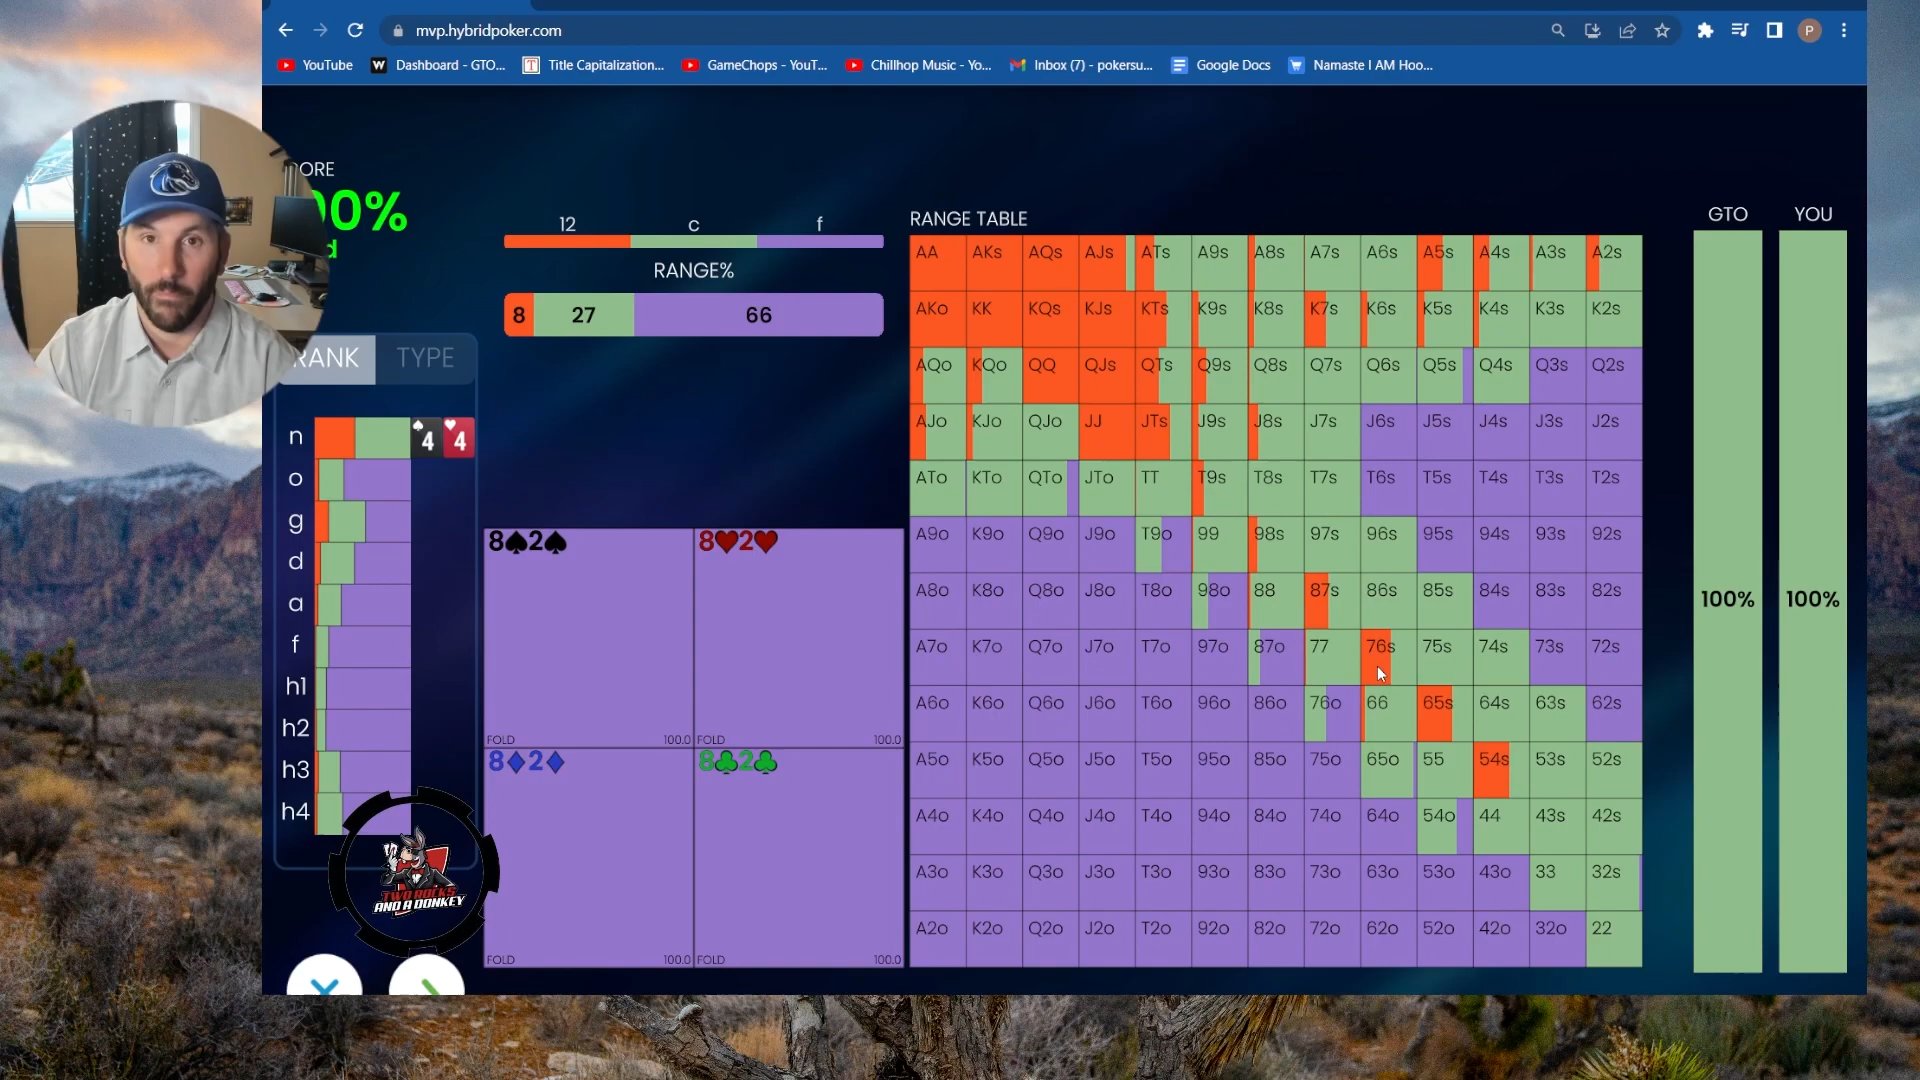 mvp.hybridpoker.com
P
YouTube
W Dashboard - GTO...
T Title Capitalization...
GameChops - YouT...
Chillhop Music - Yo...
Inbox (7) - pokersu...
Google Docs
Namaste I AM Hoo...
ORE
00%
d
12 c f
RANGE%
8 27 66
RANK TYPE
n 4 4
o
g
d
a
f
h1
h2
h3
h4
TWO ROCKS
AND A DONKEY
8♠2♠ 8♥2♥
FOLD 100.0 FOLD 100.0
8♦2♦ 8♣2♣
FOLD 100.0 FOLD 100.0
RANGE TABLE
AA AKs AQs AJs ATs A9s A8s A7s A6s A5s A4s A3s A2s
AKo KK KQs KJs KTs K9s K8s K7s K6s K5s K4s K3s K2s
AQo KQo QQ QJs QTs Q9s Q8s Q7s Q6s Q5s Q4s Q3s Q2s
AJo KJo QJo JJ JTs J9s J8s J7s J6s J5s J4s J3s J2s
ATo KTo QTo JTo TT T9s T8s T7s T6s T5s T4s T3s T2s
A9o K9o Q9o J9o T9o 99 98s 97s 96s 95s 94s 93s 92s
A8o K8o Q8o J8o T8o 98o 88 87s 86s 85s 84s 83s 82s
A7o K7o Q7o J7o T7o 97o 87o 77 76s 75s 74s 73s 72s
A6o K6o Q6o J6o T6o 96o 86o 76o 66 65s 64s 63s 62s
A5o K5o Q5o J5o T5o 95o 85o 75o 65o 55 54s 53s 52s
A4o K4o Q4o J4o T4o 94o 84o 74o 64o 54o 44 43s 42s
A3o K3o Q3o J3o T3o 93o 83o 73o 63o 53o 43o 33 32s
A2o K2o Q2o J2o T2o 92o 82o 72o 62o 52o 42o 32o 22
GTO YOU
100% 100%